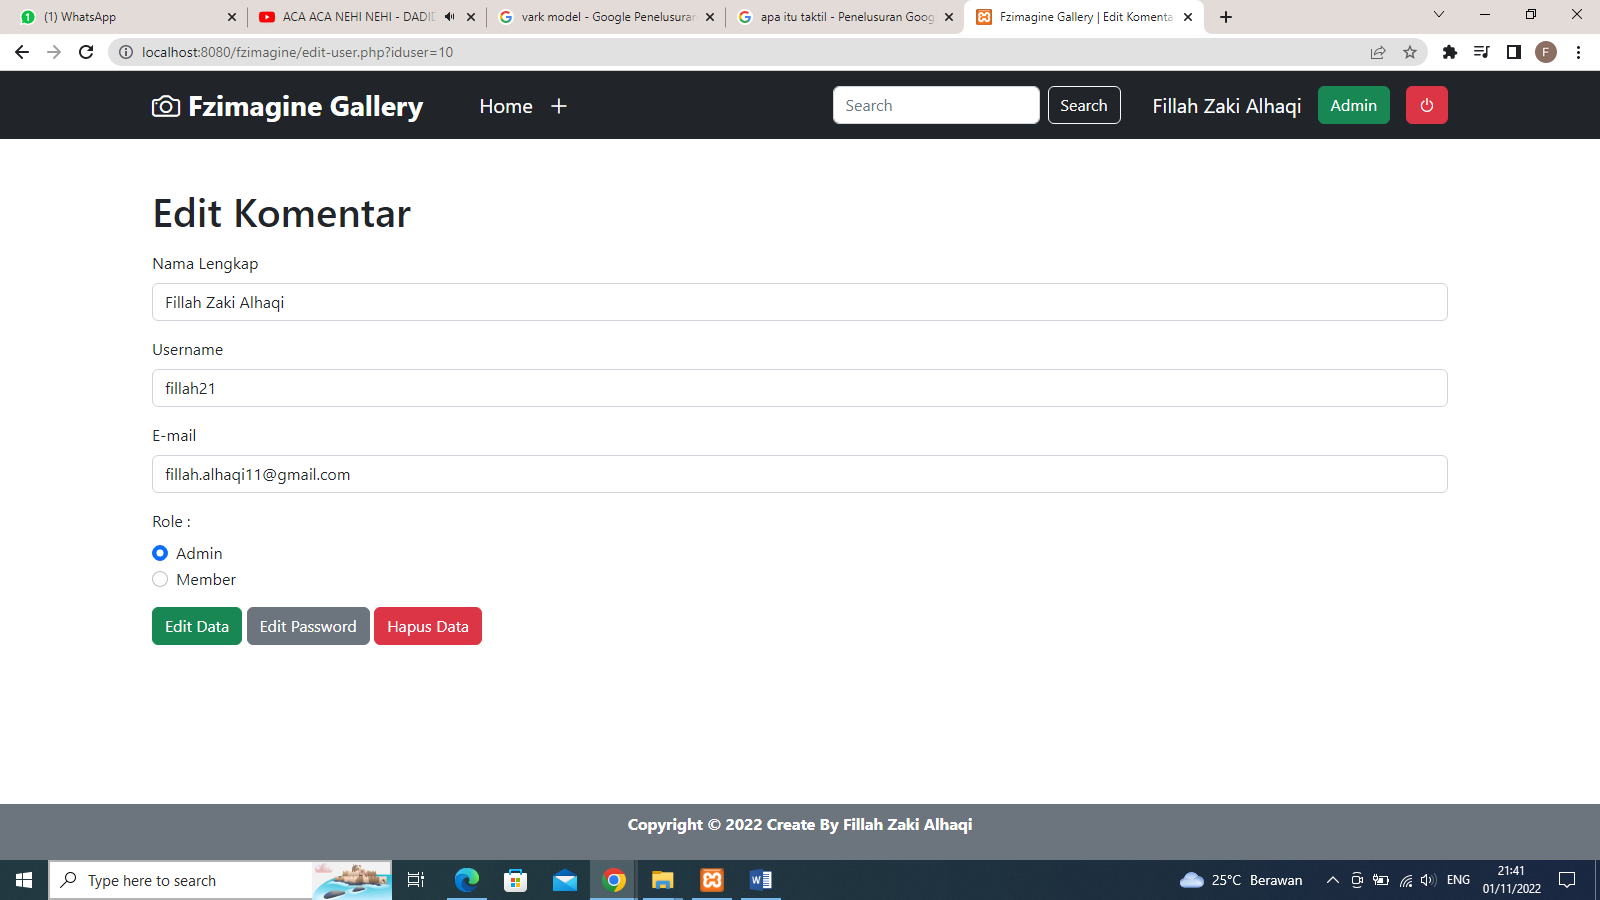 (1) WhatsApp
ACA ACA NEHI NEHI - DADI
vark model - Google Penelusuran
apa itu taktil - Penelusuran Goog
Fzimagine Gallery | Edit Komenta
localhost:8080/fzimagine/edit-user.php?iduser=10
F
Fzimagine Gallery
Home
Search
Search
Fillah Zaki Alhaqi
Admin
Edit Komentar
Nama Lengkap
Fillah Zaki Alhaqi
Username
fillah21
E-mail
fillah.alhaqi11@gmail.com
Role :
Admin
Member
Edit Data
Edit Password
Hapus Data
Copyright © 2022 Create By Fillah Zaki Alhaqi
Type here to search
25°C Berawan
ENG
21:41
01/11/2022